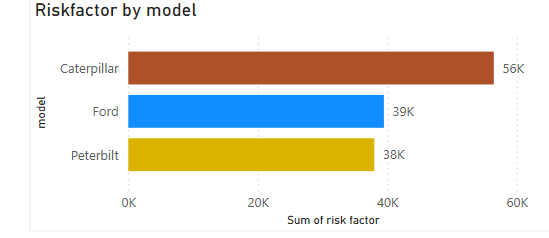 Riskfactor by model
model
Caterpillar 56K
Ford 39K
Peterbilt 38K
0K 20K 40K 60K
Sum of risk factor